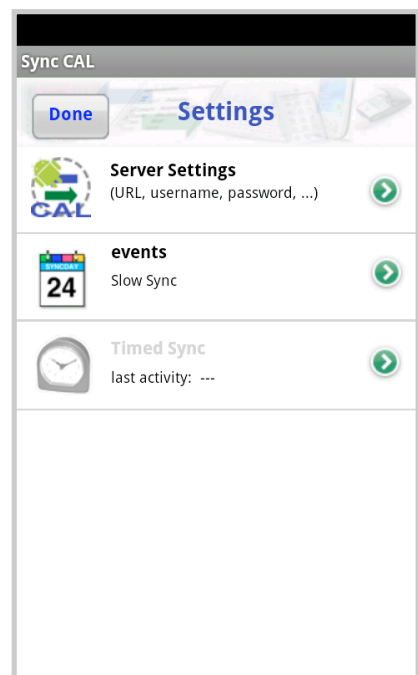 Sync CAL
Done
Settings
Server Settings
(URL, username, password, ...)
CAL
events
SYNCDAY
24
Slow Sync
Timed Sync
last activity: ---